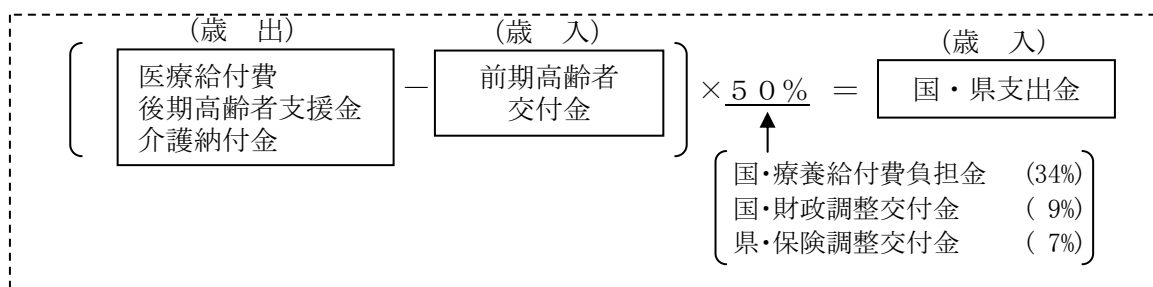 (歳 出)
医療給付費
後期高齢者支援金
介護納付金
－
(歳 入)
前期高齢者
交付金
×５０％ ＝
(歳 入)
国・県支出金
国・療養給付費負担金 (34%)
国・財政調整交付金 ( 9%)
県・保険調整交付金 ( 7%)